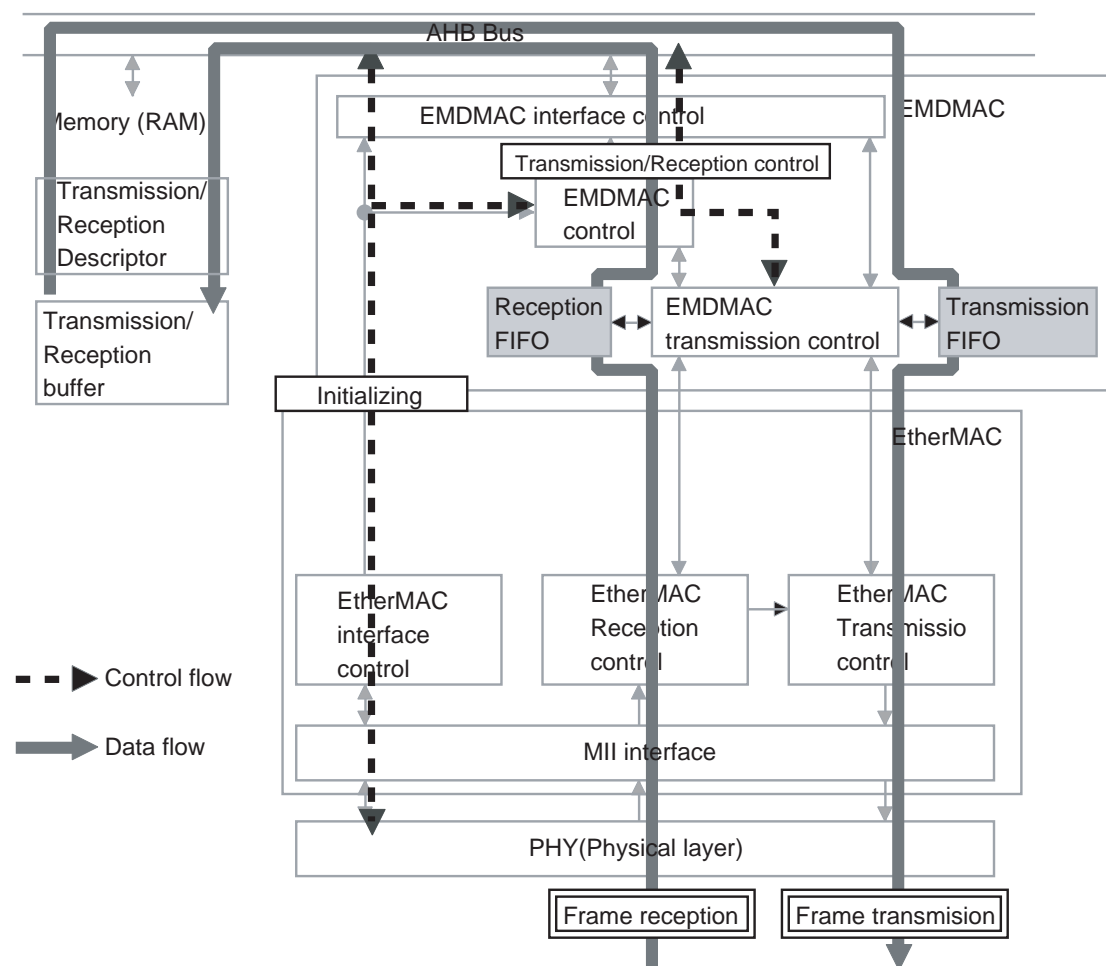 AHB Bus
Memory (RAM)
EMDMAC interface control
EMDMAC
Transmission/Reception control
Transmission/
Reception
Descriptor
EMDMAC
control
Transmission/
Reception
buffer
Reception
FIFO
EMDMAC
transmission control
Transmission
FIFO
Initializing
EtherMAC
EtherMAC
interface
control
EtherMAC
Reception
control
EtherMAC
Transmissio
control
Control flow
Data flow
MII interface
PHY(Physical layer)
Frame reception
Frame transmision